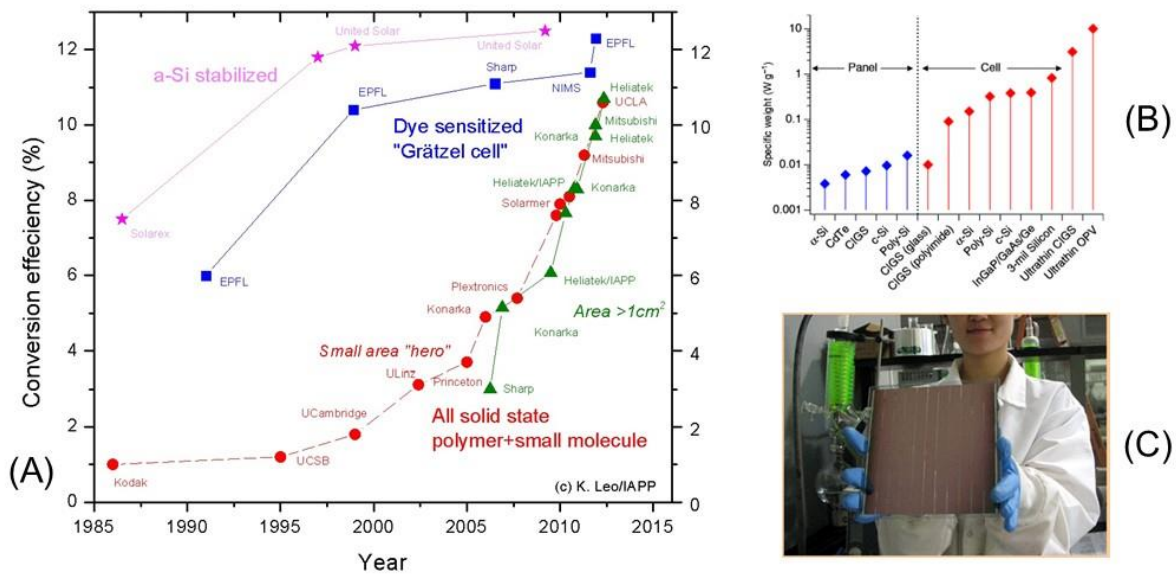 (A)
Conversion effeciency (%)
12
10
8
6
4
2
0
12
10
8
6
4
2
0
1985
1990
1995
2000
2005
2010
2015
Year
a-Si stabilized
Solarex
United Solar
United Solar
EPFL
EPFL
Sharp
NIMS
EPFL
Dye sensitized
"Grätzel cell"
Heliatek
UCLA
Mitsubishi
Konarka
Heliatek
Mitsubishi
Heliatek/IAPP
Konarka
Solarmer
Heliatek/IAPP
Plextronics
Konarka
Area >1cm²
Konarka
Small area "hero"
ULinz
Princeton
Sharp
UCambridge
All solid state
polymer+small molecule
UCSB
Kodak
(c) K. Leo/IAPP
(B)
Specific weight (W g⁻¹)
10
1
0.1
0.01
0.001
Panel
Cell
α-Si
CdTe
CIGS
c-Si
Poly-Si
CIGS (glass)
CIGS (polyimide)
α-Si
Poly-Si
c-Si
InGaP/GaAs/Ge
3-mil Silicon
Ultrathin CIGS
Ultrathin OPV
(C)